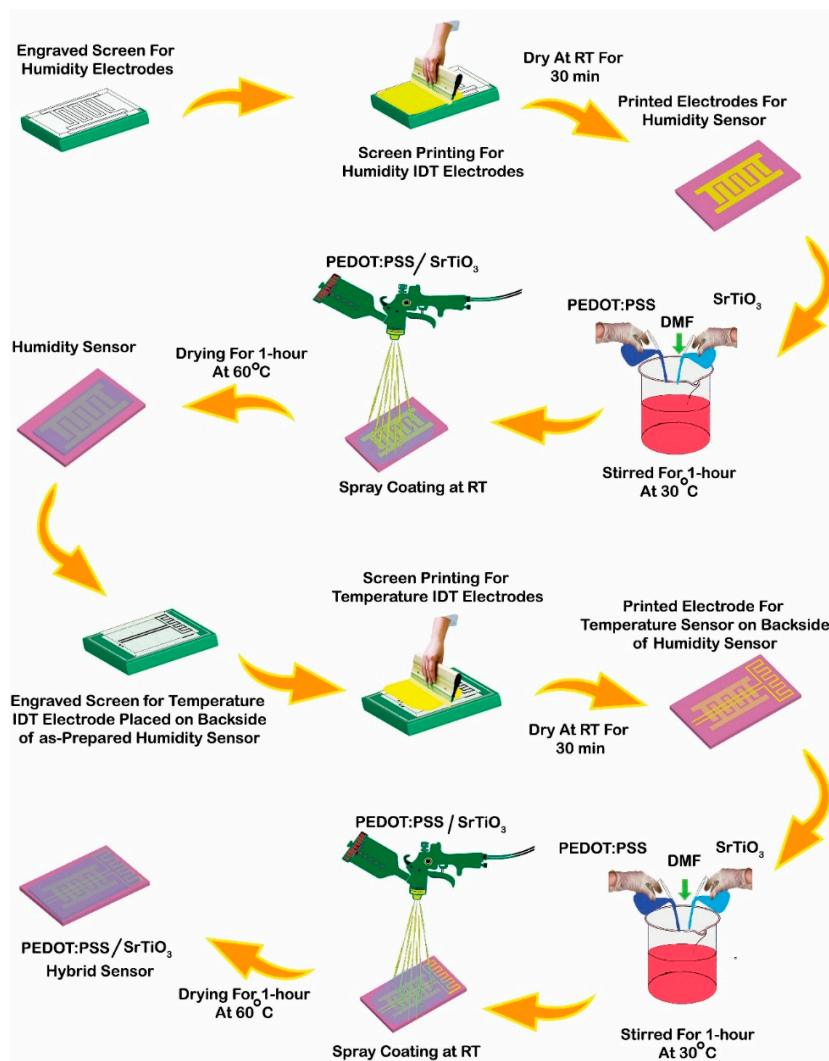 Engraved Screen For
Humidity Electrodes
Dry At RT For
30 min
Printed Electrodes For
Humidity Sensor
Screen Printing For
Humidity IDT Electrodes
PEDOT:PSS/ SrTiO₃
PEDOT:PSS
SrTiO₃
DMF
Humidity Sensor
Drying For 1-hour
At 60°C
Spray Coating at RT
Stirred For 1-hour
At 30°C
Screen Printing For
Temperature IDT Electrodes
Printed Electrode For
Temperature Sensor on Backside
of Humidity Sensor
Engraved Screen for Temperature
IDT Electrode Placed on Backside
of as-Prepared Humidity Sensor
Dry At RT For
30 min
PEDOT:PSS / SrTiO₃
PEDOT:PSS
SrTiO₃
DMF
PEDOT:PSS/SrTiO₃
Hybrid Sensor
Drying For 1-hour
At 60°C
Spray Coating at RT
Stirred For 1-hour
At 30°C